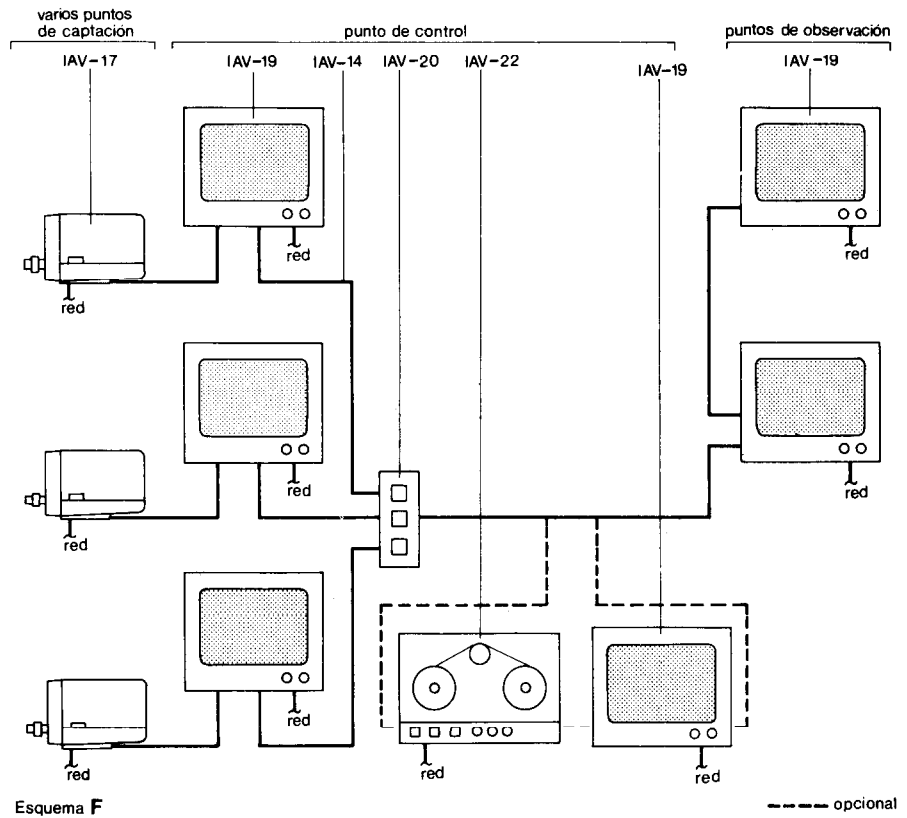 varios puntos
de captación
punto de control
puntos de observación
IAV-17
IAV-19
IAV-14
IAV-20
IAV-22
IAV-19
IAV-19
red
red
red
red
red
red
red
red
red
red
Esquema F
opcional